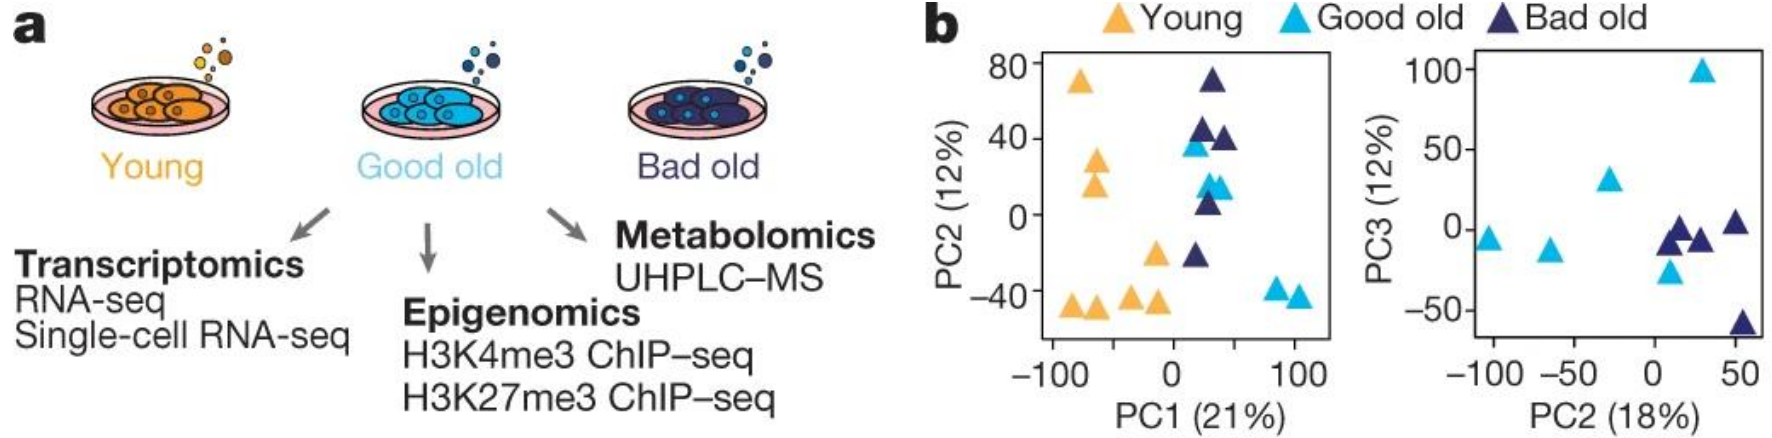 a
Young
Good old
Bad old
Transcriptomics
RNA-seq
Single-cell RNA-seq
Epigenomics
H3K4me3 ChIP–seq
H3K27me3 ChIP–seq
Metabolomics
UHPLC–MS
b
Young Good old Bad old
PC2 (12%)
80
40
0
–40
–100 0 100
PC1 (21%)
PC3 (12%)
100
50
0
–50
–100 –50 0 50
PC2 (18%)